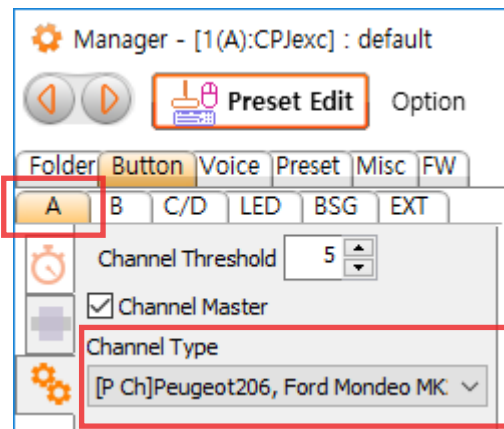 Manager - [1(A):CPJexc] : default
Preset Edit Option
Folder Button Voice Preset Misc FW
A B C/D LED BSG EXT
Channel Threshold 5
Channel Master
Channel Type
[P Ch]Peugeot206, Ford Mondeo MK